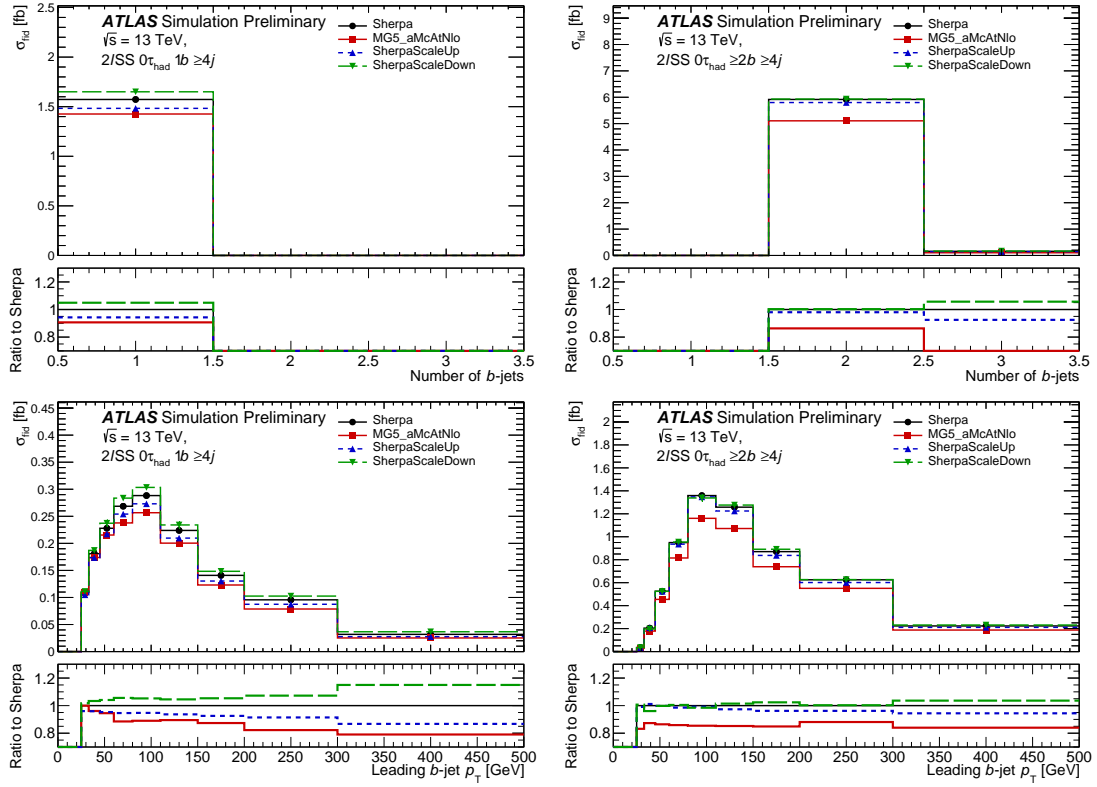 ATLAS Simulation Preliminary
√s = 13 TeV,
2lSS 0τhad 1b ≥4j
Sherpa
MG5_aMcAtNlo
SherpaScaleUp
SherpaScaleDown
σfid [fb]
2.5
2
1.5
1
0.5
0
Ratio to Sherpa
1.2
1
0.8
0.5 1 1.5 2 2.5 3 3.5
Number of b-jets
ATLAS Simulation Preliminary
√s = 13 TeV,
2lSS 0τhad ≥2b ≥4j
Sherpa
MG5_aMcAtNlo
SherpaScaleUp
SherpaScaleDown
σfid [fb]
9
8
7
6
5
4
3
2
1
0
Ratio to Sherpa
1.2
1
0.8
0.5 1 1.5 2 2.5 3 3.5
Number of b-jets
ATLAS Simulation Preliminary
√s = 13 TeV,
2lSS 0τhad 1b ≥4j
Sherpa
MG5_aMcAtNlo
SherpaScaleUp
SherpaScaleDown
σfid [fb]
0.45
0.4
0.35
0.3
0.25
0.2
0.15
0.1
0.05
0
Ratio to Sherpa
1.2
1
0.8
0 50 100 150 200 250 300 350 400 450 500
Leading b-jet pT [GeV]
ATLAS Simulation Preliminary
√s = 13 TeV,
2lSS 0τhad ≥2b ≥4j
Sherpa
MG5_aMcAtNlo
SherpaScaleUp
SherpaScaleDown
σfid [fb]
2
1.8
1.6
1.4
1.2
1
0.8
0.6
0.4
0.2
0
Ratio to Sherpa
1.2
1
0.8
0 50 100 150 200 250 300 350 400 450 500
Leading b-jet pT [GeV]